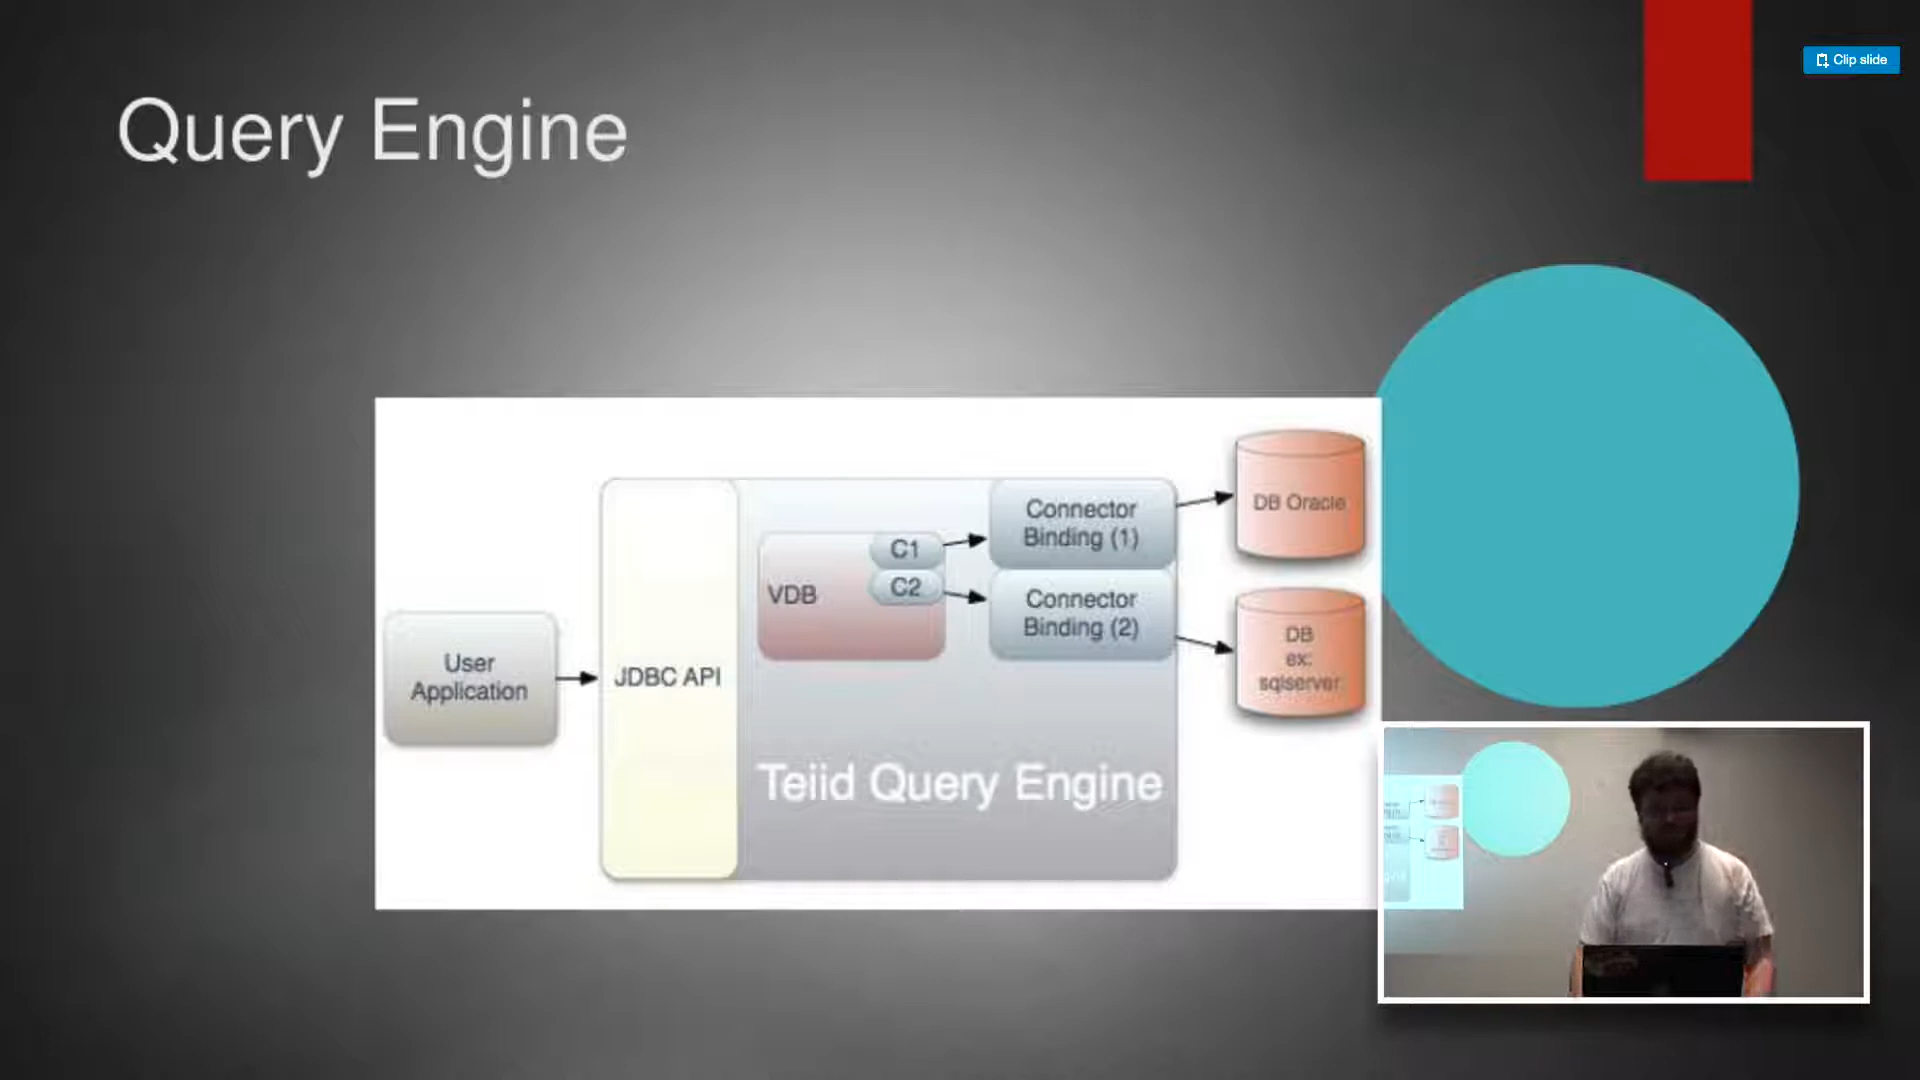 Clip slide
Query Engine
User
Application
JDBC API
VDB
C1
C2
Connector
Binding (1)
Connector
Binding (2)
DB Oracle
DB
ex:
sqlserver
Teiid Query Engine